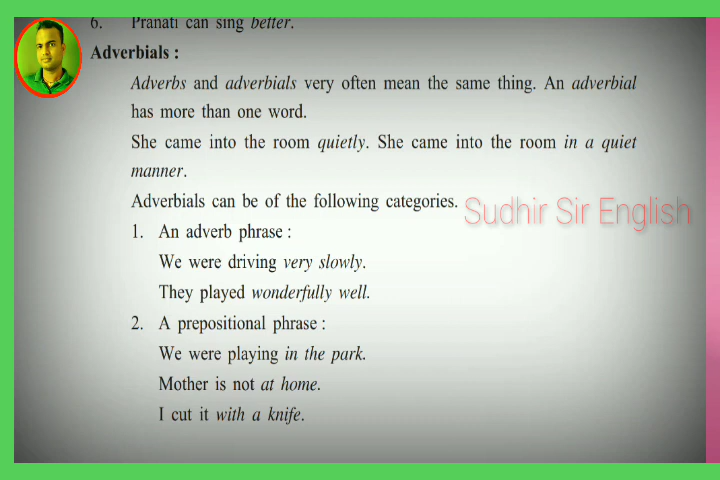 6. Pranati can sing better.
Adverbials :
Adverbs and adverbials very often mean the same thing. An adverbial
has more than one word.
She came into the room quietly. She came into the room in a quiet
manner.
Adverbials can be of the following categories.
Sudhir Sir English
1. An adverb phrase :
We were driving very slowly.
They played wonderfully well.
2. A prepositional phrase :
We were playing in the park.
Mother is not at home.
I cut it with a knife.